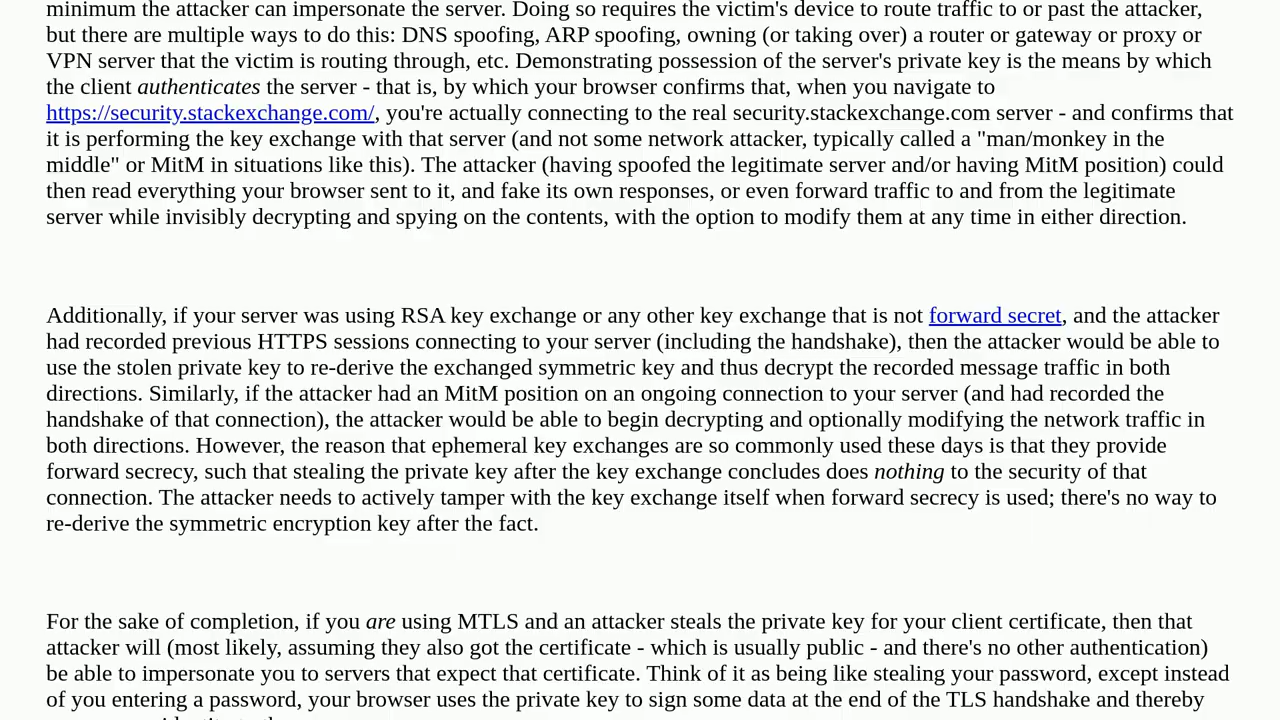 minimum the attacker can impersonate the server. Doing so requires the victim's device to route traffic to or past the attacker,
but there are multiple ways to do this: DNS spoofing, ARP spoofing, owning (or taking over) a router or gateway or proxy or
VPN server that the victim is routing through, etc. Demonstrating possession of the server's private key is the means by which
the client authenticates the server - that is, by which your browser confirms that, when you navigate to
https://security.stackexchange.com/, you're actually connecting to the real security.stackexchange.com server - and confirms that
it is performing the key exchange with that server (and not some network attacker, typically called a "man/monkey in the
middle" or MitM in situations like this). The attacker (having spoofed the legitimate server and/or having MitM position) could
then read everything your browser sent to it, and fake its own responses, or even forward traffic to and from the legitimate
server while invisibly decrypting and spying on the contents, with the option to modify them at any time in either direction.
Additionally, if your server was using RSA key exchange or any other key exchange that is not forward secret, and the attacker
had recorded previous HTTPS sessions connecting to your server (including the handshake), then the attacker would be able to
use the stolen private key to re-derive the exchanged symmetric key and thus decrypt the recorded message traffic in both
directions. Similarly, if the attacker had an MitM position on an ongoing connection to your server (and had recorded the
handshake of that connection), the attacker would be able to begin decrypting and optionally modifying the network traffic in
both directions. However, the reason that ephemeral key exchanges are so commonly used these days is that they provide
forward secrecy, such that stealing the private key after the key exchange concludes does nothing to the security of that
connection. The attacker needs to actively tamper with the key exchange itself when forward secrecy is used; there's no way to
re-derive the symmetric encryption key after the fact.
For the sake of completion, if you are using MTLS and an attacker steals the private key for your client certificate, then that
attacker will (most likely, assuming they also got the certificate - which is usually public - and there's no other authentication)
be able to impersonate you to servers that expect that certificate. Think of it as being like stealing your password, except instead
of you entering a password, your browser uses the private key to sign some data at the end of the TLS handshake and thereby